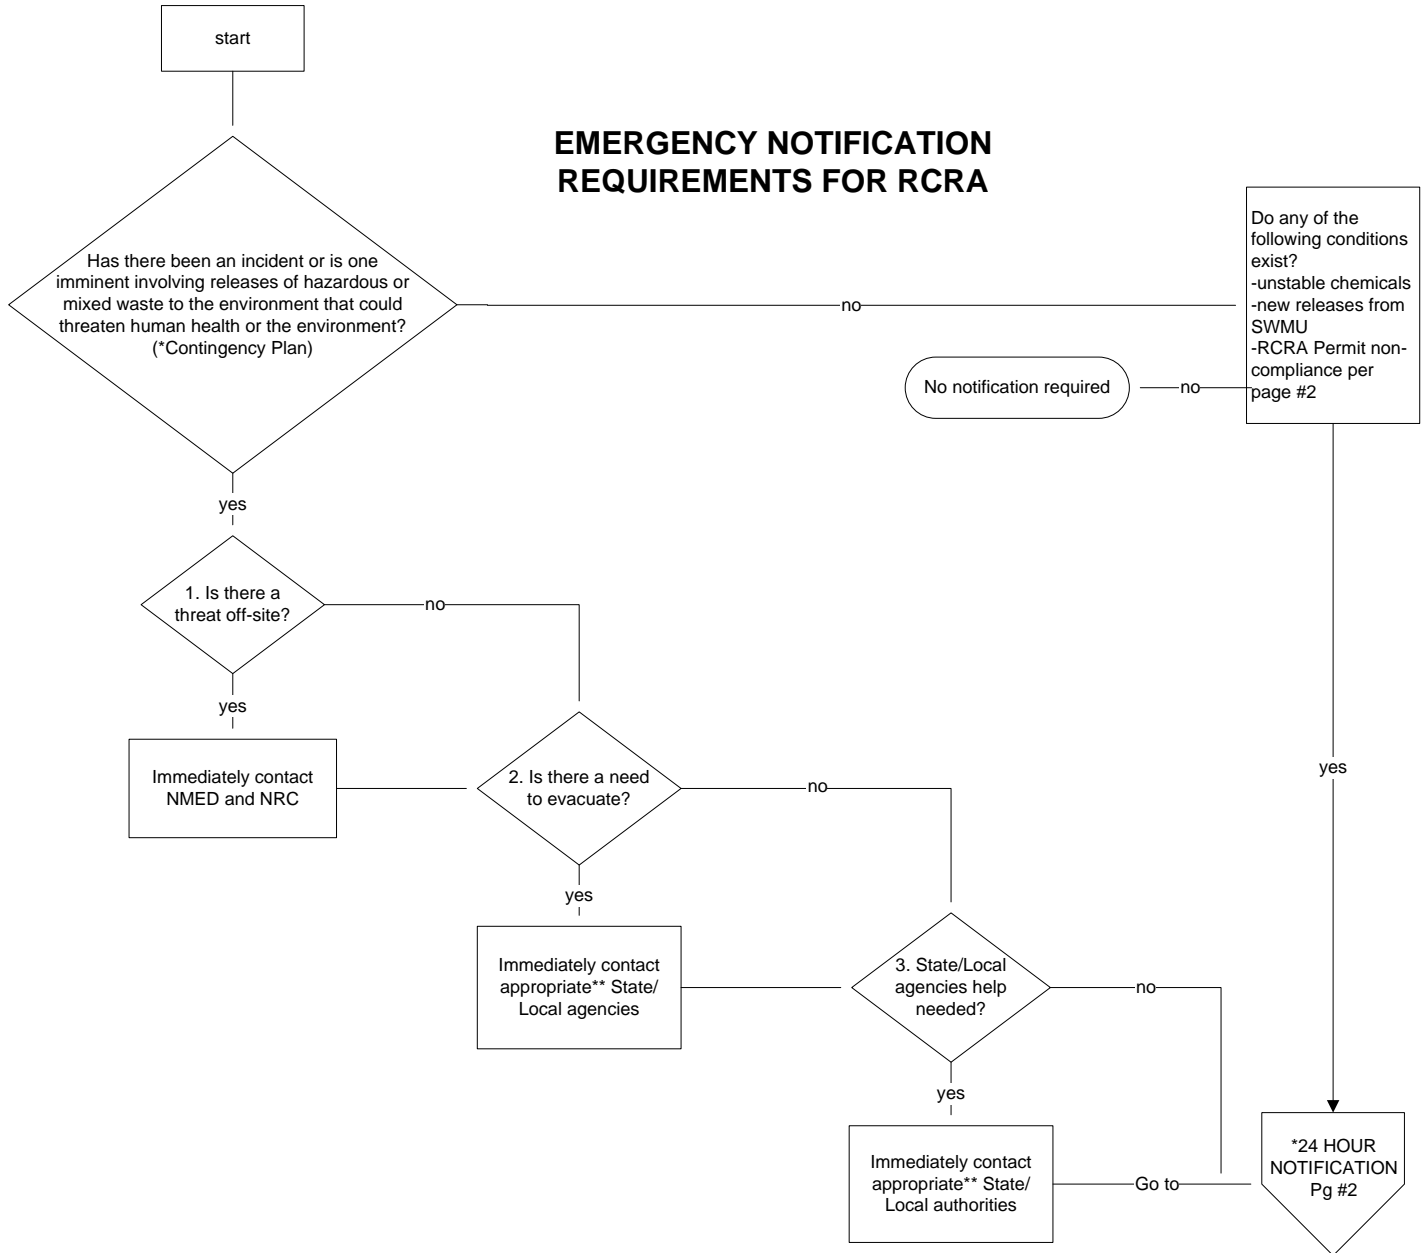 start
EMERGENCY NOTIFICATION
REQUIREMENTS FOR RCRA
Has there been an incident or is one
imminent involving releases of hazardous or
mixed waste to the environment that could
threaten human health or the environment?
(*Contingency Plan)
no
Do any of the
following conditions
exist?
-unstable chemicals
-new releases from
SWMU
-RCRA Permit non-
compliance per
page #2
No notification required
no
yes
1. Is there a
threat off-site?
no
yes
Immediately contact
NMED and NRC
2. Is there a need
to evacuate?
no
yes
yes
Immediately contact
appropriate** State/
Local agencies
3. State/Local
agencies help
needed?
no
yes
Immediately contact
appropriate** State/
Local authorities
Go to
*24 HOUR
NOTIFICATION
Pg #2